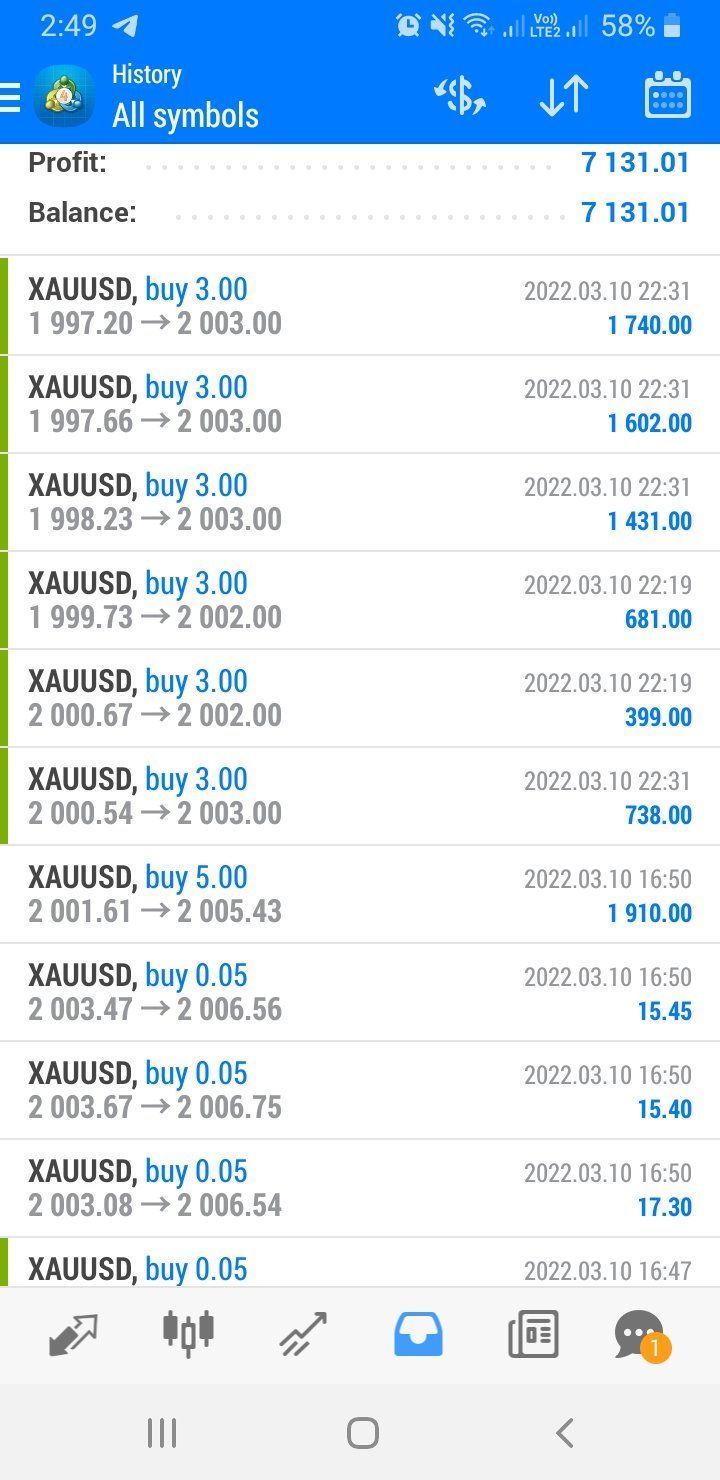 2:49 Vo)) LTE2 58%
History
All symbols
Profit: 7 131.01
Balance: 7 131.01
XAUUSD, buy 3.00 2022.03.10 22:31
1 997.20 → 2 003.00 1 740.00
XAUUSD, buy 3.00 2022.03.10 22:31
1 997.66 → 2 003.00 1 602.00
XAUUSD, buy 3.00 2022.03.10 22:31
1 998.23 → 2 003.00 1 431.00
XAUUSD, buy 3.00 2022.03.10 22:19
1 999.73 → 2 002.00 681.00
XAUUSD, buy 3.00 2022.03.10 22:19
2 000.67 → 2 002.00 399.00
XAUUSD, buy 3.00 2022.03.10 22:31
2 000.54 → 2 003.00 738.00
XAUUSD, buy 5.00 2022.03.10 16:50
2 001.61 → 2 005.43 1 910.00
XAUUSD, buy 0.05 2022.03.10 16:50
2 003.47 → 2 006.56 15.45
XAUUSD, buy 0.05 2022.03.10 16:50
2 003.67 → 2 006.75 15.40
XAUUSD, buy 0.05 2022.03.10 16:50
2 003.08 → 2 006.54 17.30
XAUUSD, buy 0.05 2022.03.10 16:47
1